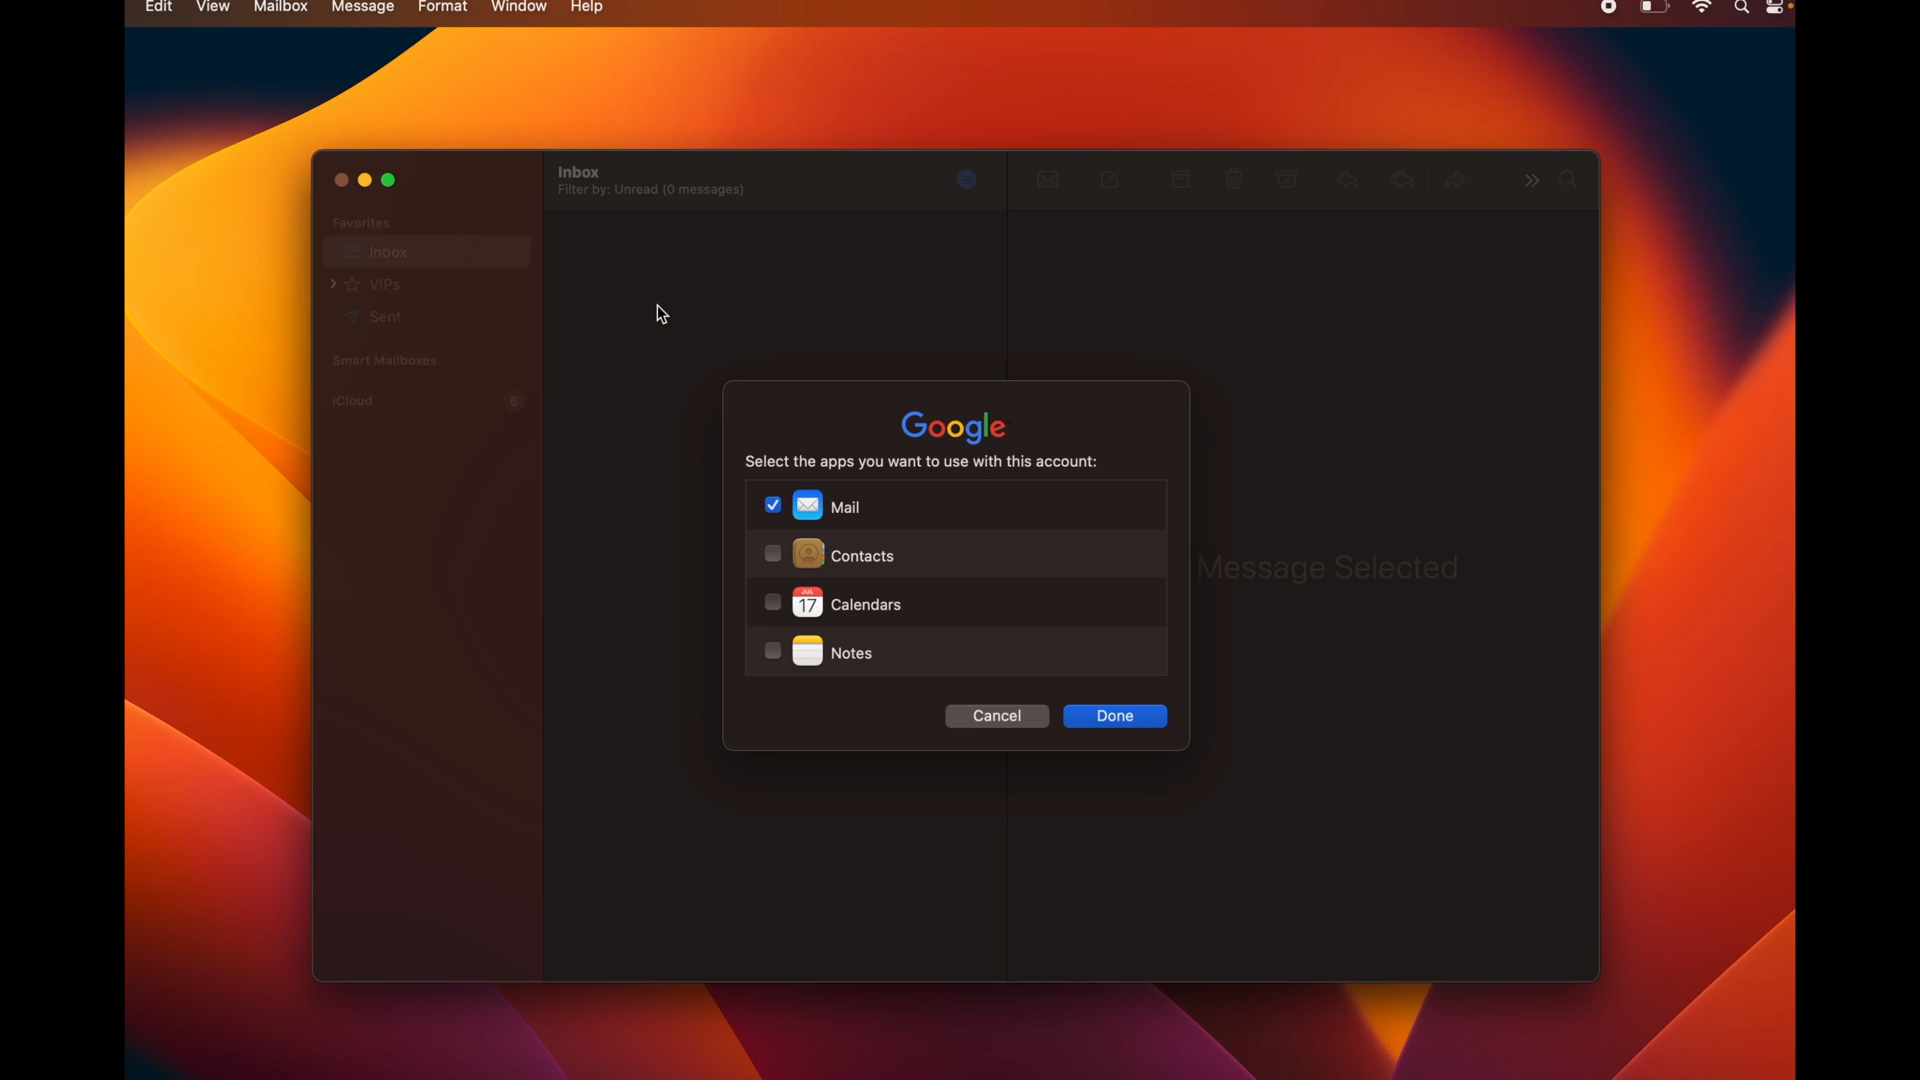 Edit View Mailbox Message Format Window Help
Inbox
Filter by: Unread (0 messages)
Favorites
Inbox
VIPs
Sent
Smart Mailboxes
iCloud 6
Google
Select the apps you want to use with this account:
Mail
Contacts
JUL
17
Calendars
Notes
Cancel Done
Message Selected